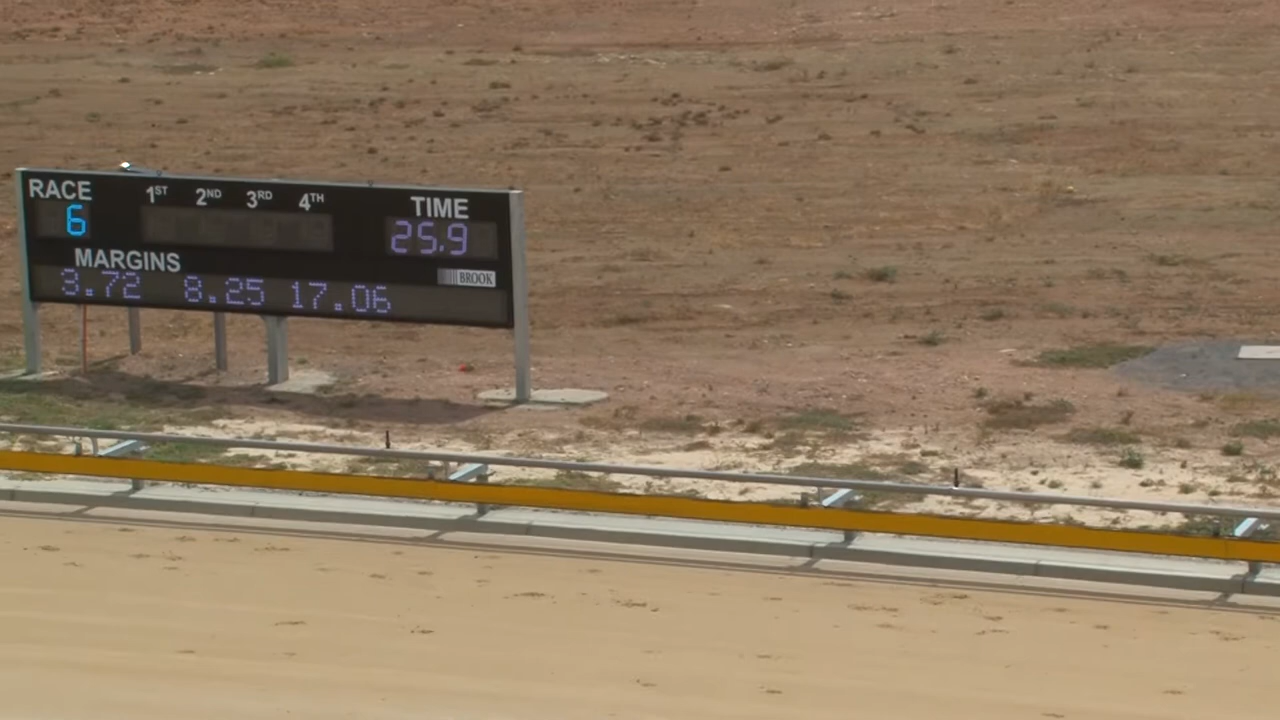 RACE 1ST 2ND 3RD 4TH TIME
6 25.9
MARGINS
BROOK
3.72 8.25 17.06